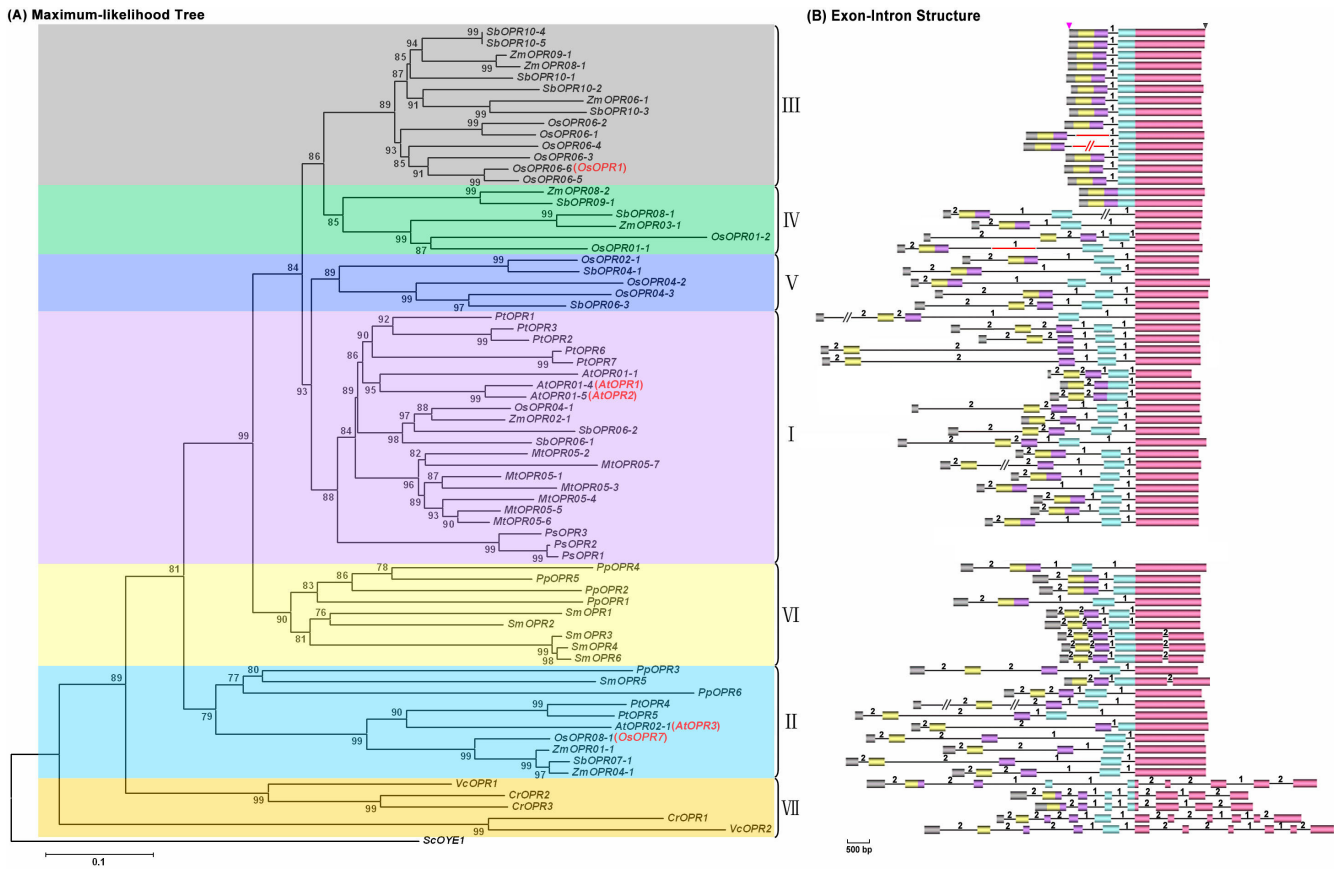 (A) Maximum-likelihood Tree
(B) Exon-Intron Structure
99 SbOPR10-4
SbOPR10-5
94
ZmOPR09-1
85
99 ZmOPR08-1
87
SbOPR10-1
SbOPR10-2
89
91
ZmOPR06-1
99 SbOPR10-3
III
99 OsOPR06-2
OsOPR06-1
93
OsOPR06-4
86
85
OsOPR06-3
91
OsOPR06-6(OsOPR1)
99 OsOPR06-5
99 ZmOPR08-2
SbOPR09-1
85
99 SbOPR08-1
ZmOPR03-1
IV
99
OsOPR01-2
87 OsOPR01-1
84
99 OsOPR02-1
SbOPR04-1
89
OsOPR04-2
V
99
OsOPR04-3
97 SbOPR06-3
92 PtOPR1
90
PtOPR3
99 PtOPR2
86
PtOPR6
99 PtOPR7
93
89
95
AtOPR01-1
AtOPR01-4(AtOPR1)
99 AtOPR01-5(AtOPR2)
88 OsOPR04-1
97
ZmOPR02-1
SbOPR06-2
84
98 SbOPR06-1
I
99
82 MtOPR05-2
MtOPR05-7
96
87 MtOPR05-1
MtOPR05-3
88
89
MtOPR05-4
93
MtOPR05-5
90 MtOPR05-6
PsOPR3
99
PsOPR2
99 PsOPR1
81
78 PpOPR4
86
PpOPR5
83
PpOPR2
PpOPR1
90
76 SmOPR1
VI
81
SmOPR2
SmOPR3
99 SmOPR4
98 SmOPR6
80 PpOPR3
77
SmOPR5
89
PpOPR6
79
99 PtOPR4
90
PtOPR5
AtOPR02-1(AtOPR3)
II
99
OsOPR08-1(OsOPR7)
ZmOPR01-1
99
99
SbOPR07-1
97 ZmOPR04-1
VcOPR1
99
CrOPR2
99 CrOPR3
VII
CrOPR1
99
VcOPR2
ScOYE1
0.1
500 bp